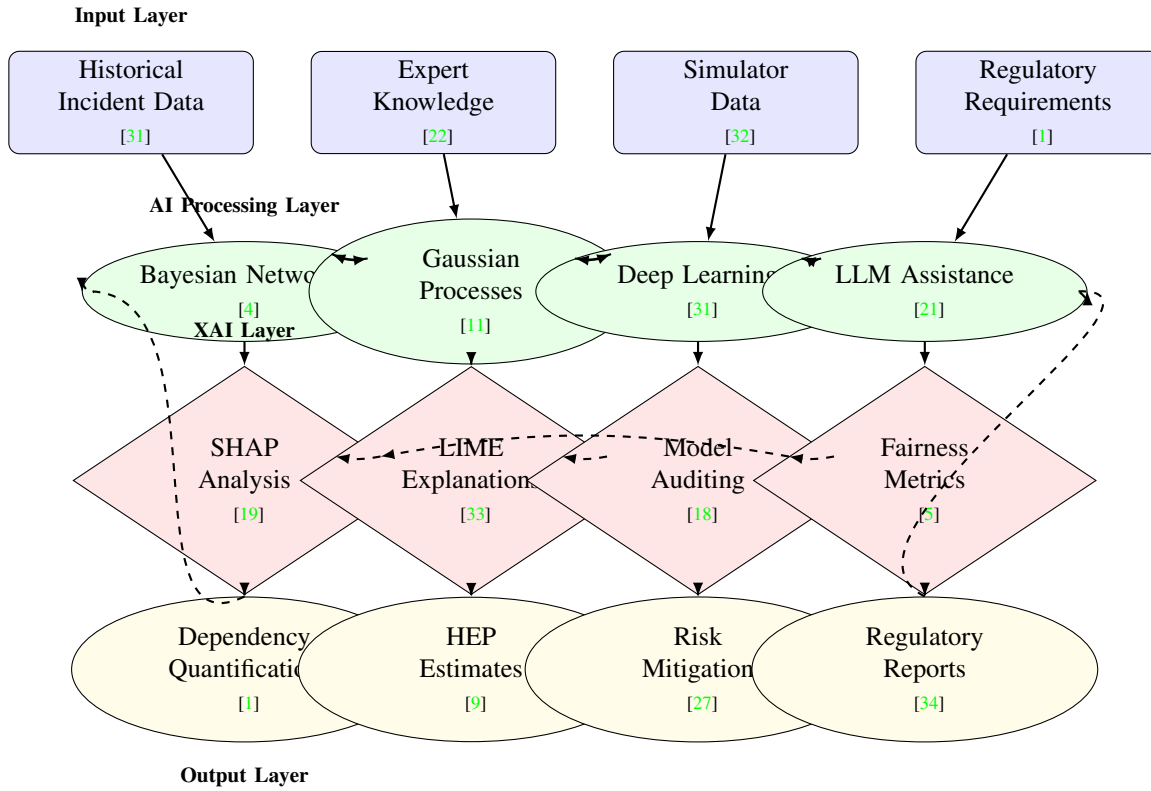 Input Layer
Historical
Incident Data
[31]
Expert
Knowledge
[22]
Simulator
Data
[32]
Regulatory
Requirements
[1]
AI Processing Layer
Bayesian Netwo
[4]
Gaussian
Processes
[11]
Deep Learning
[31]
LLM Assistance
[21]
XAI Layer
SHAP
Analysis
[19]
LIME
Explanation
[33]
Model
Auditing
[18]
Fairness
Metrics
[5]
Dependency
Quantificatio
[1]
HEP
Estimates
[9]
Risk
Mitigation
[27]
Regulatory
Reports
[34]
Output Layer